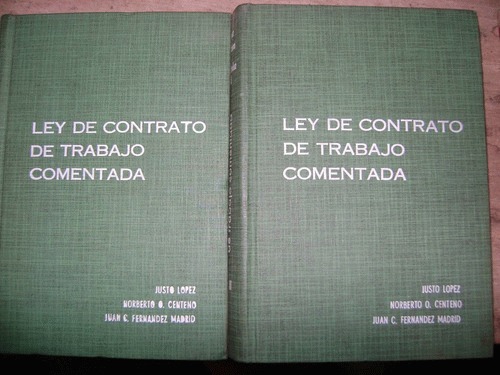 LEY DE CONTRATO
DE TRABAJO
COMENTADA
JUSTO LOPEZ
NORBERTO O. CENTENO
JUAN C. FERNANDEZ MADRID
LEY DE CONTRATO
DE TRABAJO
COMENTADA
JUSTO LOPEZ
NORBERTO O. CENTENO
JUAN C. FERNANDEZ MADRID